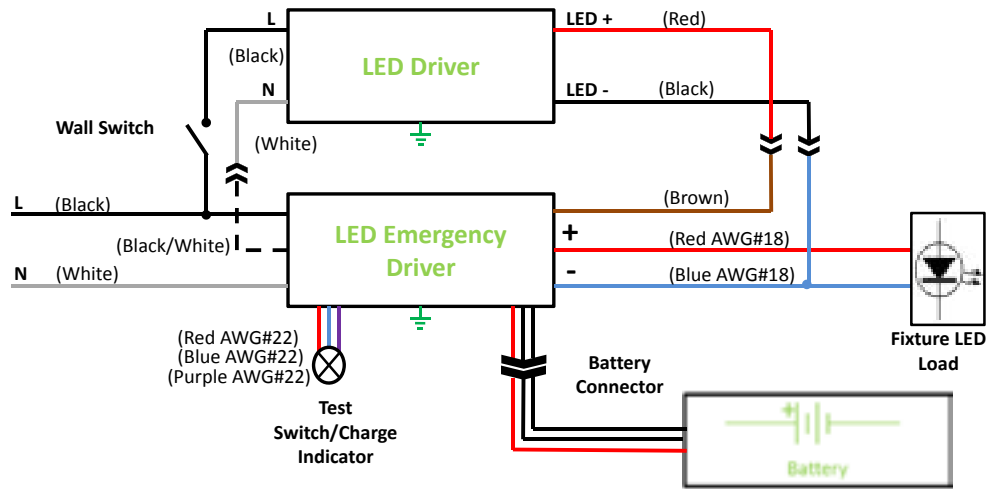 L
LED +
(Red)
(Black)
LED Driver
N
LED -
(Black)
Wall Switch
(White)
L
(Black)
(Brown)
(Black/White)
LED Emergency
Driver
+
(Red AWG#18)
N
(White)
-
(Blue AWG#18)
(Red AWG#22)
(Blue AWG#22)
(Purple AWG#22)
Fixture LED
Load
Battery
Connector
Test
Switch/Charge
Indicator
+
Battery